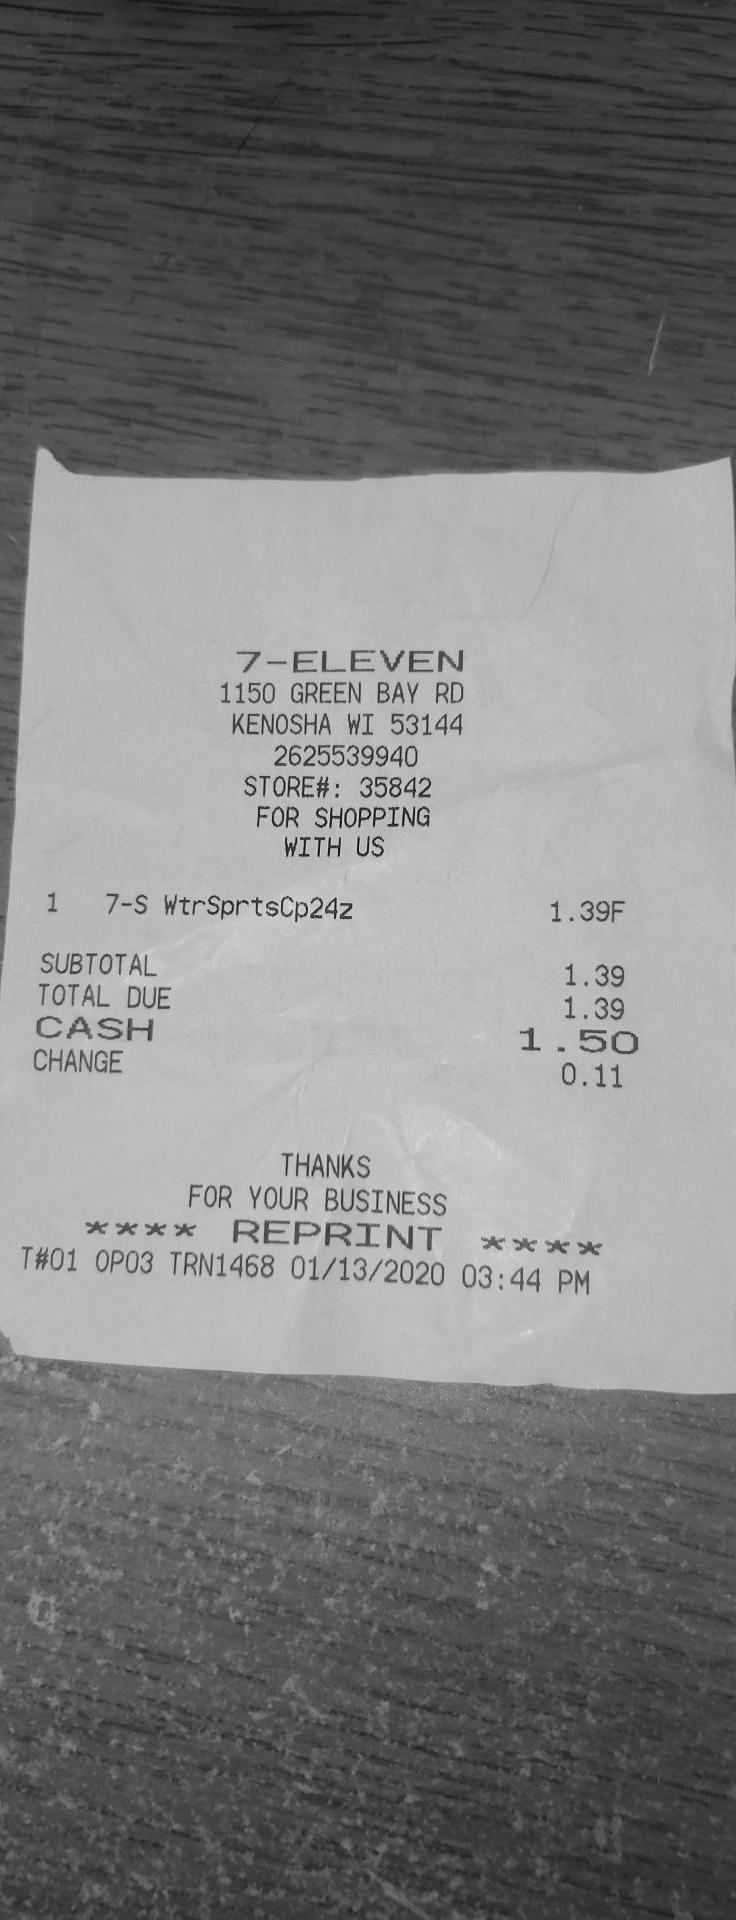 7-ELEVEN
1150 GREEN BAY RD
KENOSHA WI 53144
2625539940
STORE#: 35842
FOR SHOPPING
WITH US
1 7-S WtrSprtsCp24z 1.39F
SUBTOTAL 1.39
TOTAL DUE 1.39
CASH 1.50
CHANGE 0.11
THANKS
FOR YOUR BUSINESS
**** REPRINT ****
T#01 OP03 TRN1468 01/13/2020 03:44 PM